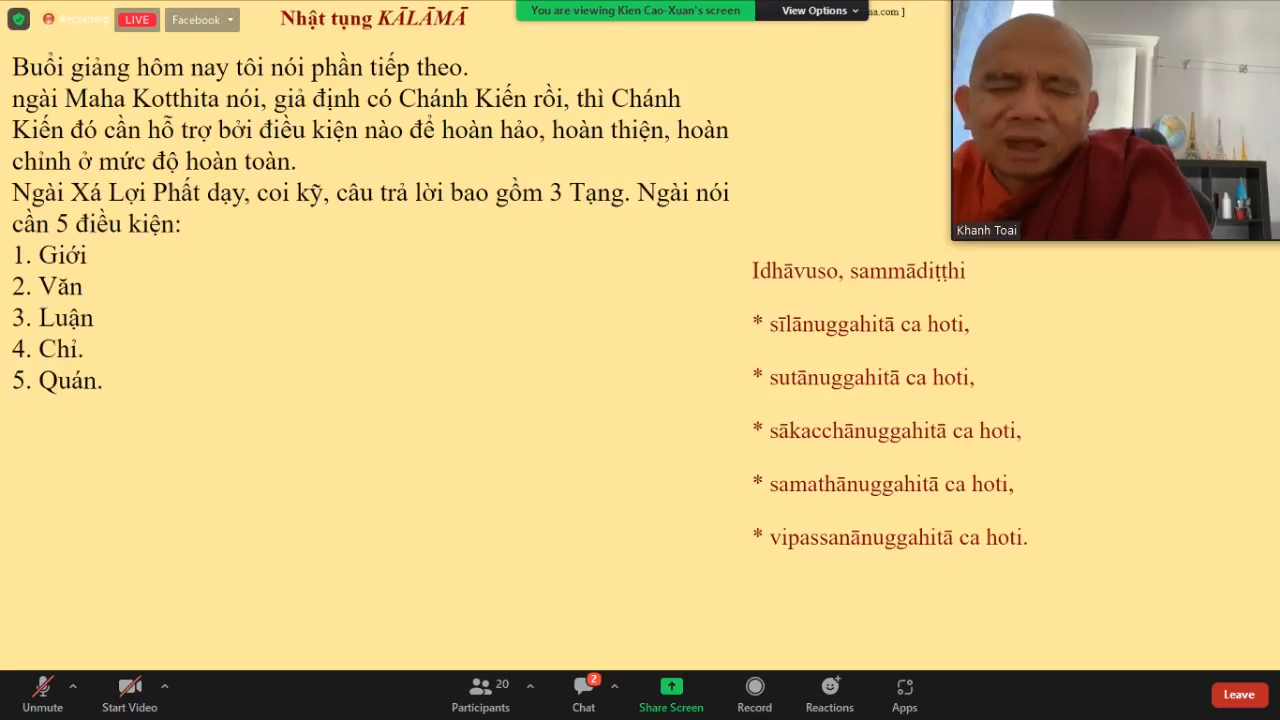 Recording
LIVE
Facebook
Nhật tụng KĀLĀMĀ
You are viewing Kien Cao-Xuan's screen
View Options
a.com ]
Buổi giảng hôm nay tôi nói phần tiếp theo.
ngài Maha Kotthita nói, giả định có Chánh Kiến rồi, thì Chánh
Kiến đó cần hỗ trợ bởi điều kiện nào để hoàn hảo, hoàn thiện, hoàn
chỉnh ở mức độ hoàn toàn.
Ngài Xá Lợi Phất dạy, coi kỹ, câu trả lời bao gồm 3 Tạng. Ngài nói
cần 5 điều kiện:
1. Giới
2. Văn
3. Luận
4. Chỉ.
5. Quán.
Khanh Toai
Idhāvuso, sammādiṭṭhi
* sīlānuggahitā ca hoti,
* sutānuggahitā ca hoti,
* sākacchānuggahitā ca hoti,
* samathānuggahitā ca hoti,
* vipassanānuggahitā ca hoti.
Unmute
Start Video
20
Participants
2
Chat
Share Screen
Record
Reactions
Apps
Leave